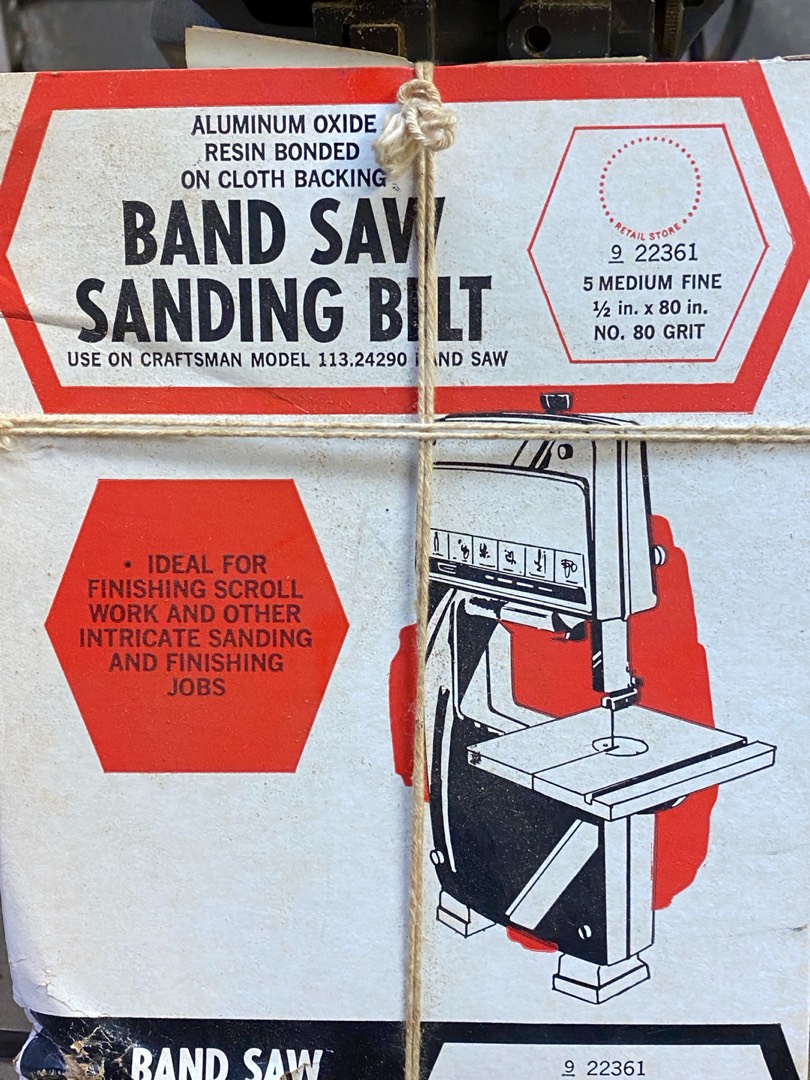 ALUMINUM OXIDE
RESIN BONDED
ON CLOTH BACKING
BAND SAW
SANDING BELT
USE ON CRAFTSMAN MODEL 113.24290 BAND SAW
RETAIL STORE
9 22361
5 MEDIUM FINE
½ in. x 80 in.
NO. 80 GRIT
• IDEAL FOR
FINISHING SCROLL
WORK AND OTHER
INTRICATE SANDING
AND FINISHING
JOBS
BAND SAW
9 22361